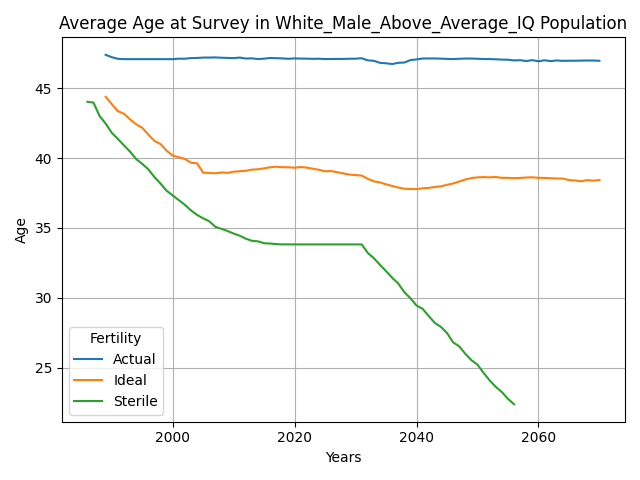 Average Age at Survey in White_Male_Above_Average_IQ Population
Age
45
40
35
30
25
Fertility
Actual
Ideal
Sterile
2000
2020
2040
2060
Years